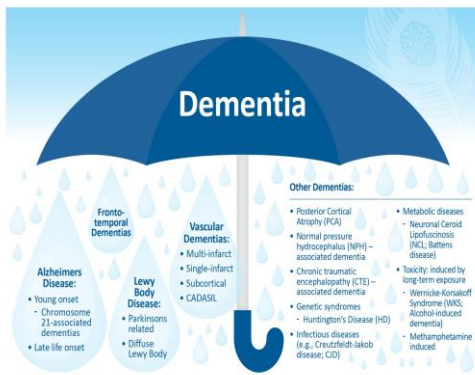 Dementia
Alzheimers
Disease:
• Young onset
- Chromosome
21-associated
dementias
• Late life onset
Fronto-
temporal
Dementias
Lewy
Body
Disease:
• Parkinsons
related
• Diffuse
Lewy Body
Vascular
Dementias:
• Multi-infarct
• Single-infarct
• Subcortical
• CADASIL
Other Dementias:
• Posterior Cortical
Atrophy (PCA)
• Normal pressure
hydrocephalus (NPH) –
associated dementia
• Chronic traumatic
encephalopathy (CTE) –
associated dementia
• Genetic syndromes
- Huntington's Disease (HD)
• Infectious diseases
(e.g., Creutzfeldt-Jakob
disease; CJD)
• Metabolic diseases
- Neuronal Ceroid
Lipofuscinosis
(NCL; Battens
disease)
• Toxicity: induced by
long-term exposure
- Wernicke-Korsakoff
Syndrome (WKS;
Alcohol-induced
dementia)
- Methamphetamine
induced